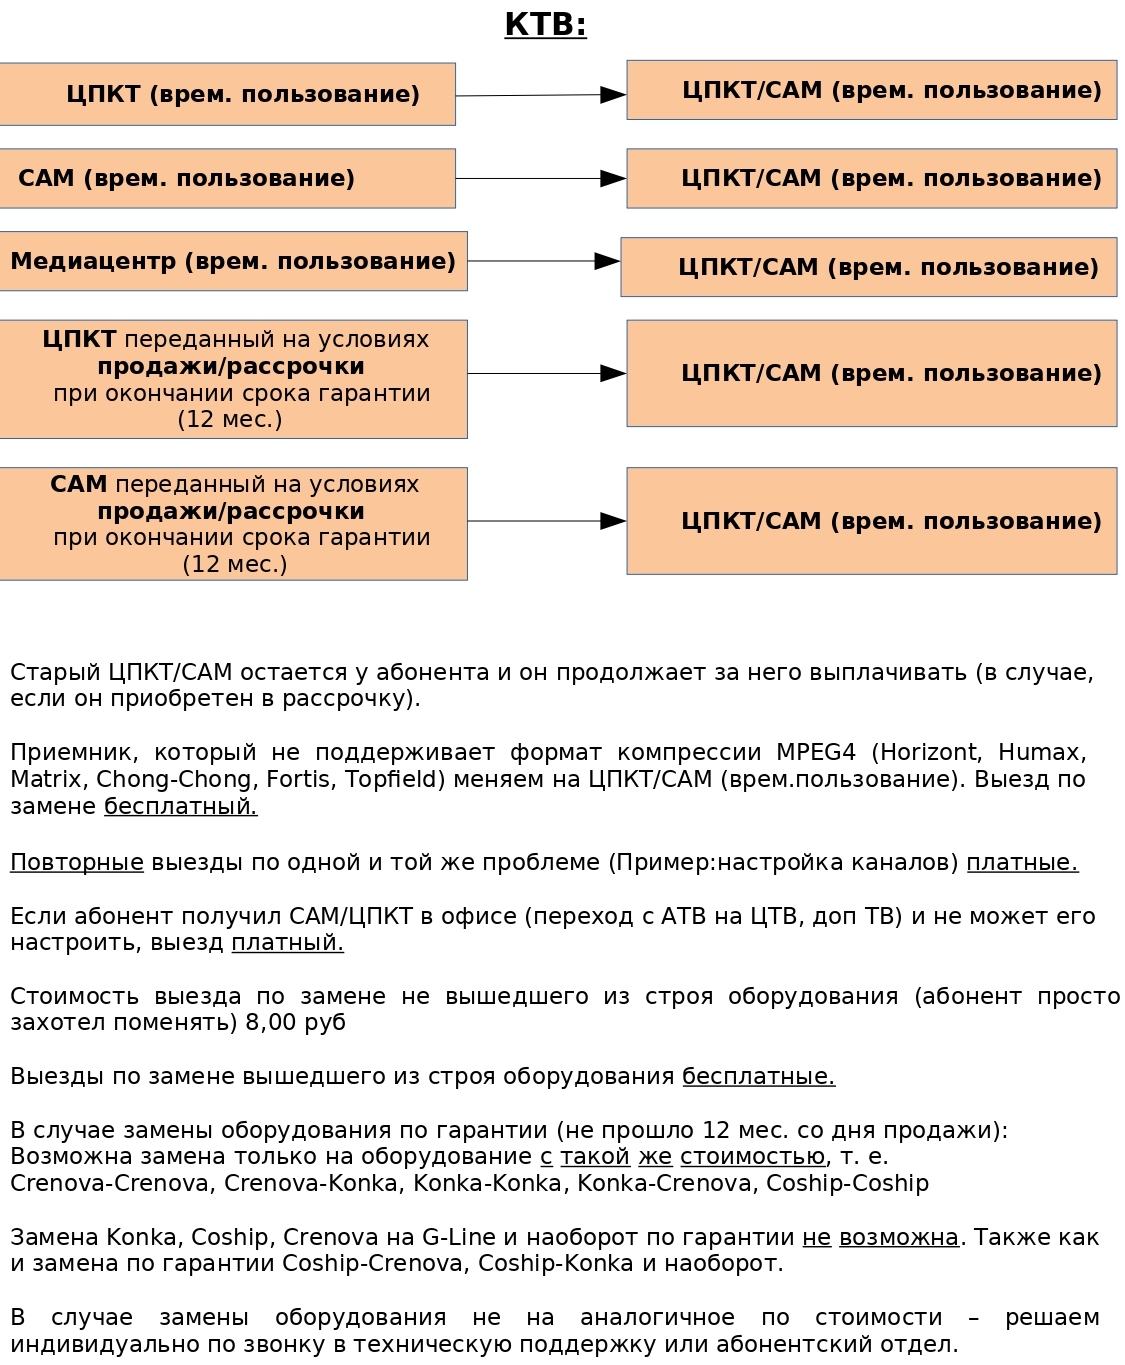 КТВ:
ЦПКТ (врем. пользование)
ЦПКТ/САМ (врем. пользование)
САМ (врем. пользование)
ЦПКТ/САМ (врем. пользование)
Медиацентр (врем. пользование)
ЦПКТ/САМ (врем. пользование)
ЦПКТ переданный на условиях
продажи/рассрочки
при окончании срока гарантии
(12 мес.)
ЦПКТ/САМ (врем. пользование)
САМ переданный на условиях
продажи/рассрочки
при окончании срока гарантии
(12 мес.)
ЦПКТ/САМ (врем. пользование)
Старый ЦПКТ/САМ остается у абонента и он продолжает за него выплачивать (в случае,
если он приобретен в рассрочку).
Приемник, который не поддерживает формат компрессии MPEG4 (Horizont, Humax,
Matrix, Chong-Chong, Fortis, Topfield) меняем на ЦПКТ/САМ (врем.пользование). Выезд по
замене бесплатный.
Повторные выезды по одной и той же проблеме (Пример:настройка каналов) платные.
Если абонент получил САМ/ЦПКТ в офисе (переход с АТВ на ЦТВ, доп ТВ) и не может его
настроить, выезд платный.
Стоимость выезда по замене не вышедшего из строя оборудования (абонент просто
захотел поменять) 8,00 руб
Выезды по замене вышедшего из строя оборудования бесплатные.
В случае замены оборудования по гарантии (не прошло 12 мес. со дня продажи):
Возможна замена только на оборудование с такой же стоимостью, т. е.
Crenova-Crenova, Crenova-Konka, Konka-Konka, Konka-Crenova, Coship-Coship
Замена Konka, Coship, Crenova на G-Line и наоборот по гарантии не возможна. Также как
и замена по гарантии Coship-Crenova, Coship-Konka и наоборот.
В случае замены оборудования не на аналогичное по стоимости – решаем
индивидуально по звонку в техническую поддержку или абонентский отдел.